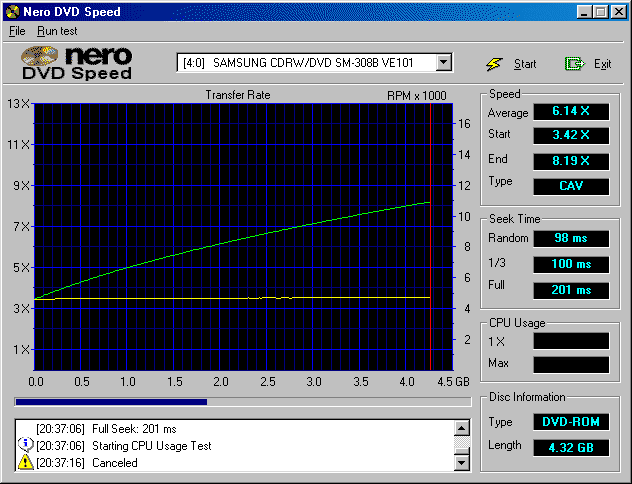 Nero DVD Speed
File Run test
nero
DVD Speed
[4:0] SAMSUNG CDRW/DVD SM-308B VE101
Start
Exit
Transfer Rate
RPM x 1000
13X
11X
9X
7X
5X
3X
1X
16
14
12
10
8
6
4
2
0.0 0.5 1.0 1.5 2.0 2.5 3.0 3.5 4.0 4.5 GB
Speed
Average 6.14 X
Start 3.42 X
End 8.19 X
Type CAV
Seek Time
Random 98 ms
1/3 100 ms
Full 201 ms
CPU Usage
1 X
Max
Disc Information
Type DVD-ROM
Length 4.32 GB
[20:37:06] Full Seek: 201 ms
[20:37:06] Starting CPU Usage Test
[20:37:16] Canceled